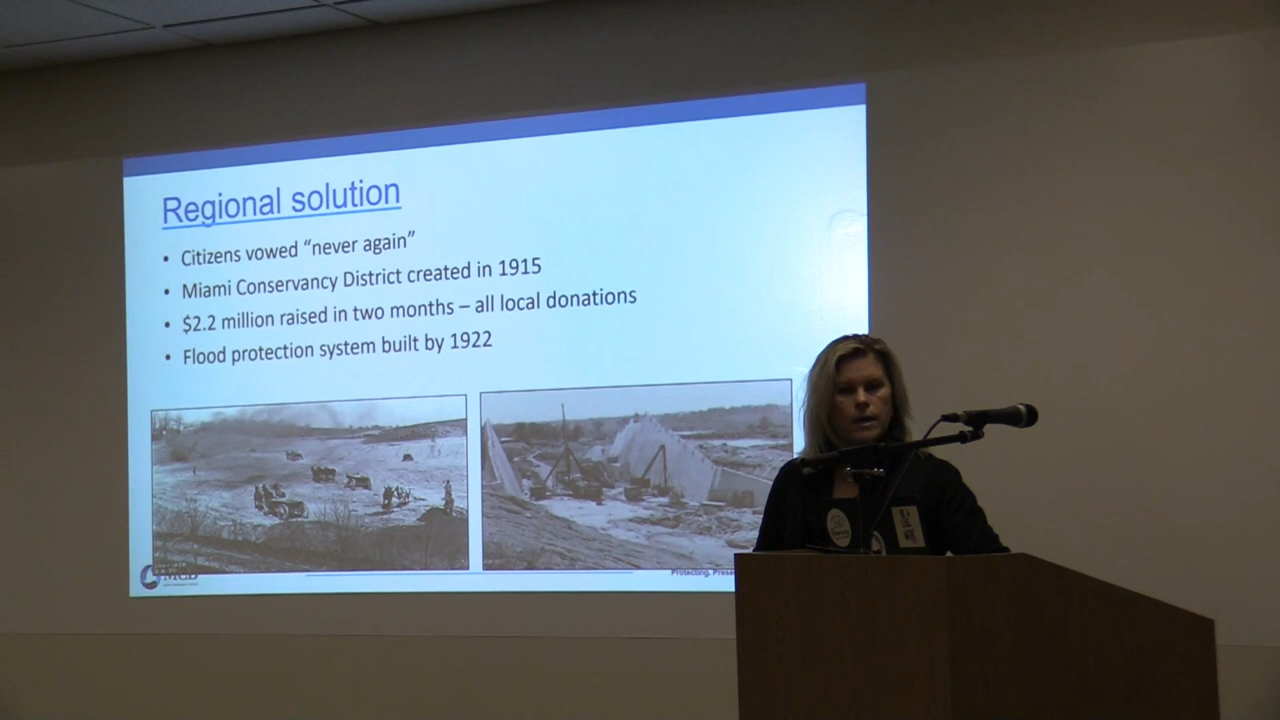 Regional solution
• Citizens vowed “never again”
• Miami Conservancy District created in 1915
• $2.2 million raised in two months – all local donations
• Flood protection system built by 1922
MCD
Protecting,